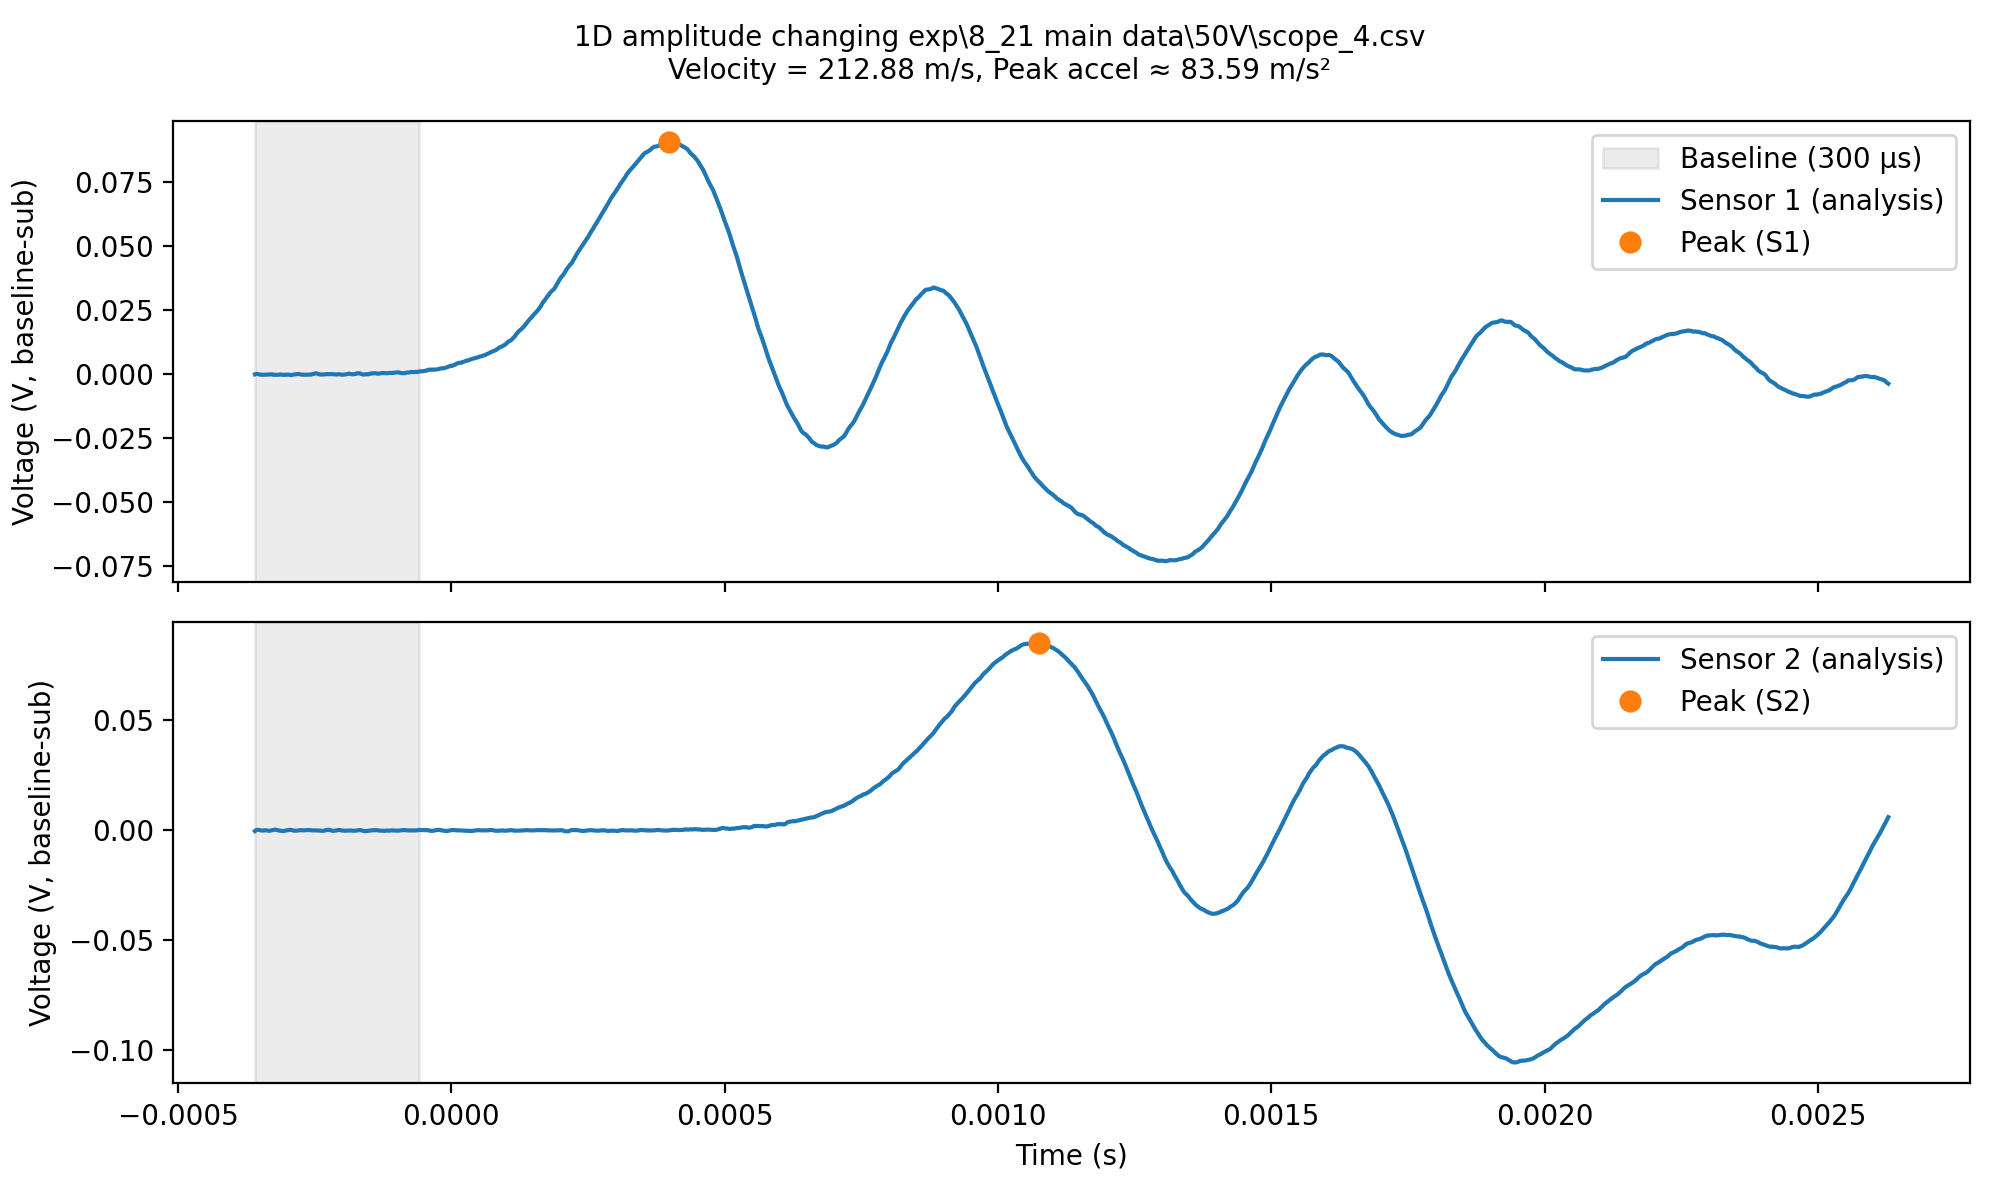 1D amplitude changing exp\8_21 main data\50V\scope_4.csv
Velocity = 212.88 m/s, Peak accel ≈ 83.59 m/s²
Voltage (V, baseline-sub)
0.075
0.050
0.025
0.000
−0.025
−0.050
−0.075
Baseline (300 µs)
Sensor 1 (analysis)
Peak (S1)
Voltage (V, baseline-sub)
0.05
0.00
−0.05
−0.10
Sensor 2 (analysis)
Peak (S2)
−0.0005 0.0000 0.0005 0.0010 0.0015 0.0020 0.0025
Time (s)